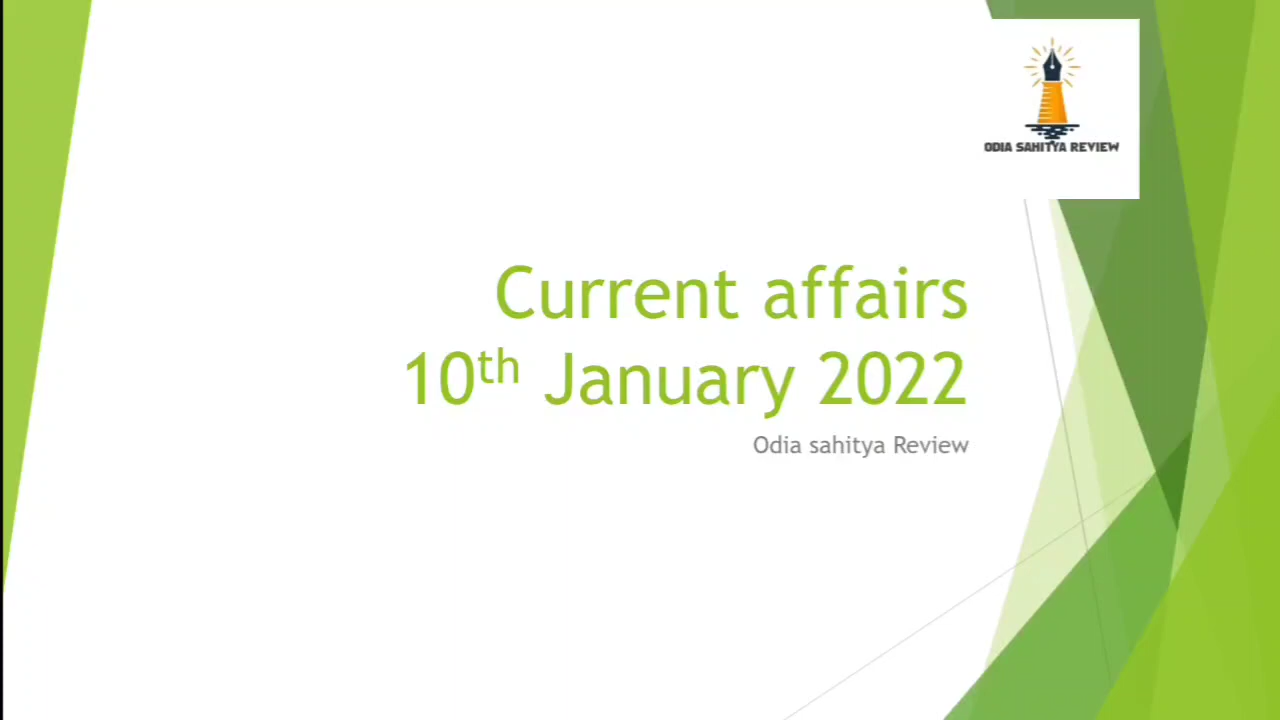 ODIA SAHITYA REVIEW
Current affairs
10th January 2022
Odia sahitya Review